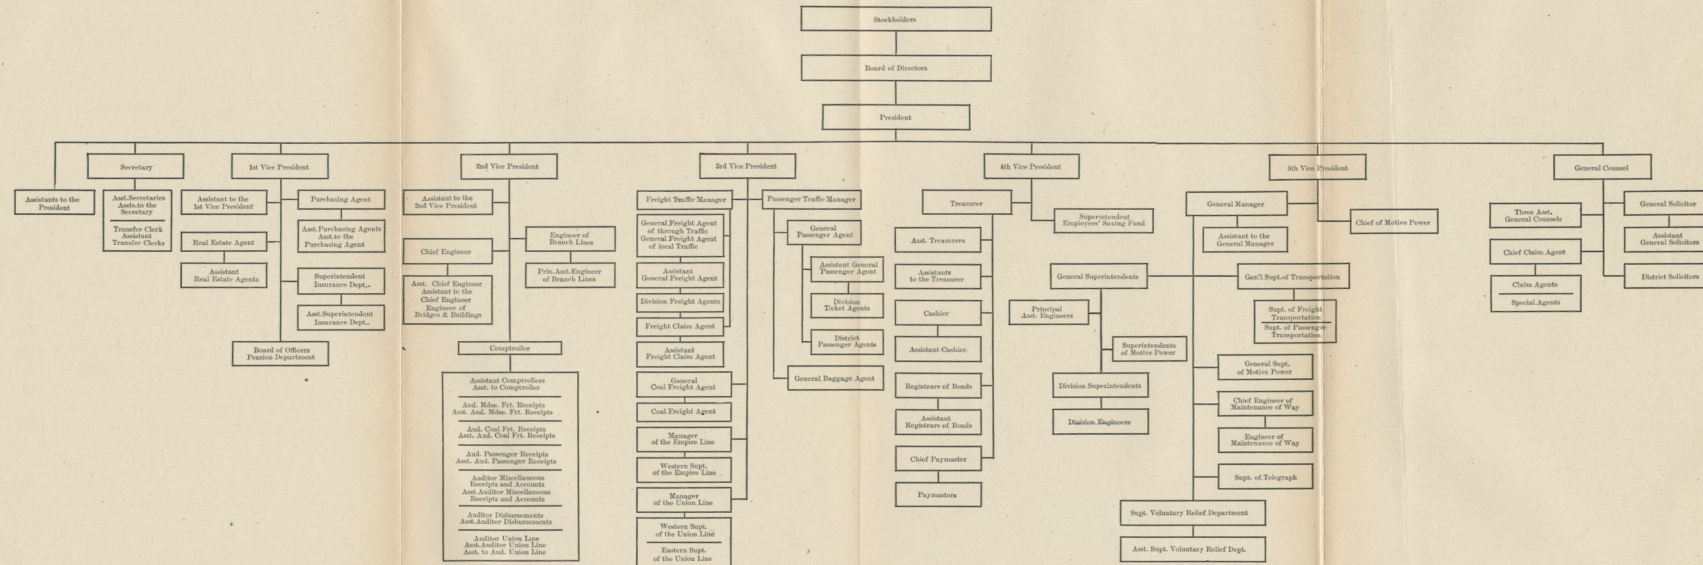 Stockholders
Board of Directors
President
Secretary
1st Vice President
2nd Vice President
3rd Vice President
4th Vice President
5th Vice President
General Counsel
Assistants to the
President
Asst. Secretaries
Assts. to the
Secretary
Transfer Clerk
Assistant
Transfer Clerks
Assistant to the
1st Vice President
Real Estate Agent
Assistant
Real Estate Agents
Purchasing Agent
Asst. Purchasing Agents
Asst. to the
Purchasing Agent
Superintendent
Insurance Dept.
Asst. Superintendent
Insurance Dept.
Board of Officers
Pension Department
Assistant to the
2nd Vice President
Chief Engineer
Asst. Chief Engineer
Assistant to the
Chief Engineer
Engineer of
Bridges & Buildings
Engineer of
Branch Lines
Prin. Asst. Engineer
of Branch Lines
Comptroller
Assistant Comptrollers
Asst. to Comptroller
Aud. Mdse. Frt. Receipts
Asst. Aud. Mdse. Frt. Receipts
Aud. Coal Frt. Receipts
Asst. Aud. Coal Frt. Receipts
Aud. Passenger Receipts
Asst. Aud. Passenger Receipts
Auditor Miscellaneous
Receipts and Accounts
Asst. Auditor Miscellaneous
Receipts and Accounts
Auditor Disbursements
Asst. Auditor Disbursements
Auditor Union Line
Asst. Auditor Union Line
Asst. to Aud. Union Line
Freight Traffic Manager
General Freight Agent
of through Traffic
General Freight Agent
of local Traffic
Assistant
General Freight Agent
Division Freight Agents
Freight Claim Agent
Assistant
Freight Claim Agent
General
Coal Freight Agent
Coal Freight Agent
Manager
of the Empire Line
Western Supt.
of the Empire Line
Manager
of the Union Line
Western Supt.
of the Union Line
Eastern Supt.
of the Union Line
Passenger Traffic Manager
General
Passenger Agent
Assistant General
Passenger Agent
Division
Ticket Agents
District
Passenger Agents
General Baggage Agent
Treasurer
Asst. Treasurers
Assistants
to the Treasurer
Cashier
Assistant Cashier
Registrars of Bonds
Assistant
Registrars of Bonds
Chief Paymaster
Paymasters
Superintendent
Employees' Saving Fund
General Manager
Assistant to the
General Manager
Chief of Motive Power
General Superintendents
Principal
Asst. Engineers
Superintendents
of Motive Power
Division Superintendents
Division Engineers
Gen'l. Supt. of Transportation
Supt. of Freight
Transportation
Supt. of Passenger
Transportation
General Supt.
of Motive Power
Chief Engineer of
Maintenance of Way
Engineer of
Maintenance of Way
Supt. of Telegraph
Supt. Voluntary Relief Department
Asst. Supt. Voluntary Relief Dept.
Three Asst.
General Counsels
Chief Claim Agent
Claim Agents
Special Agents
General Solicitor
Assistant
General Solicitors
District Solicitors